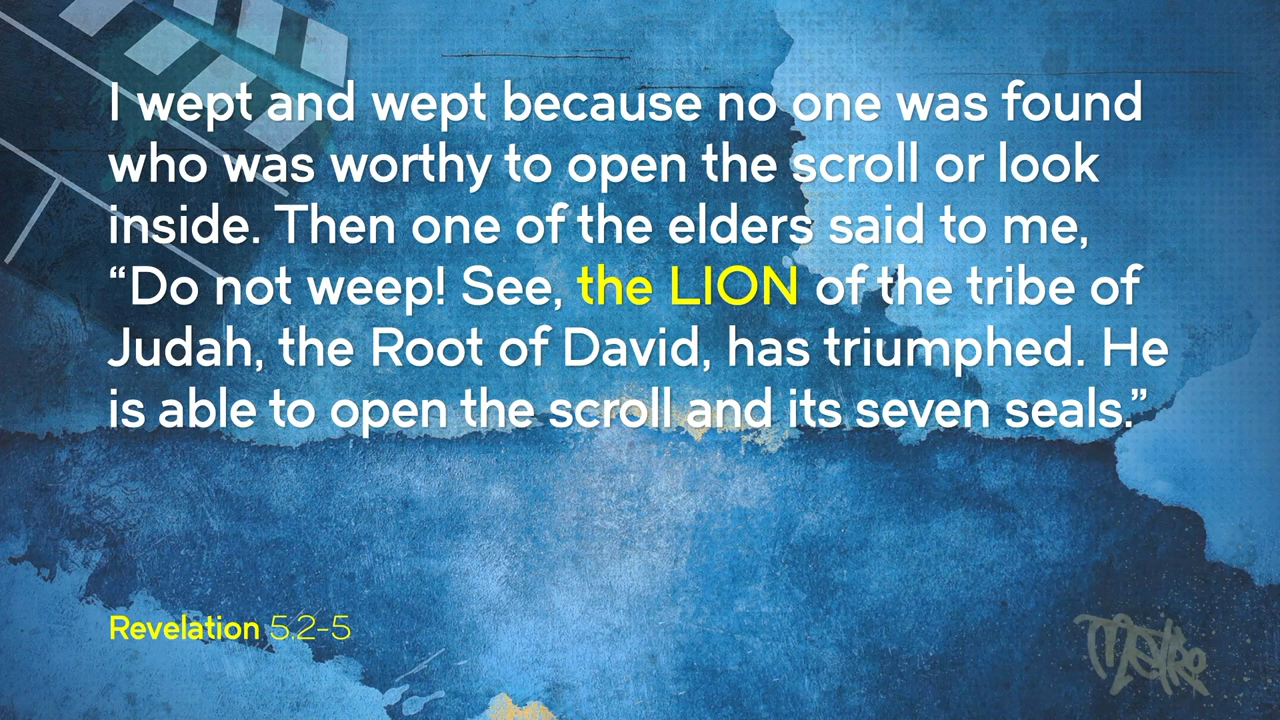 I wept and wept because no one was found
who was worthy to open the scroll or look
inside. Then one of the elders said to me,
“Do not weep! See, the LION of the tribe of
Judah, the Root of David, has triumphed. He
is able to open the scroll and its seven seals.”
Revelation 5.2-5